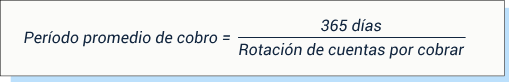 Período promedio de cobro = 365 días
Rotación de cuentas por cobrar